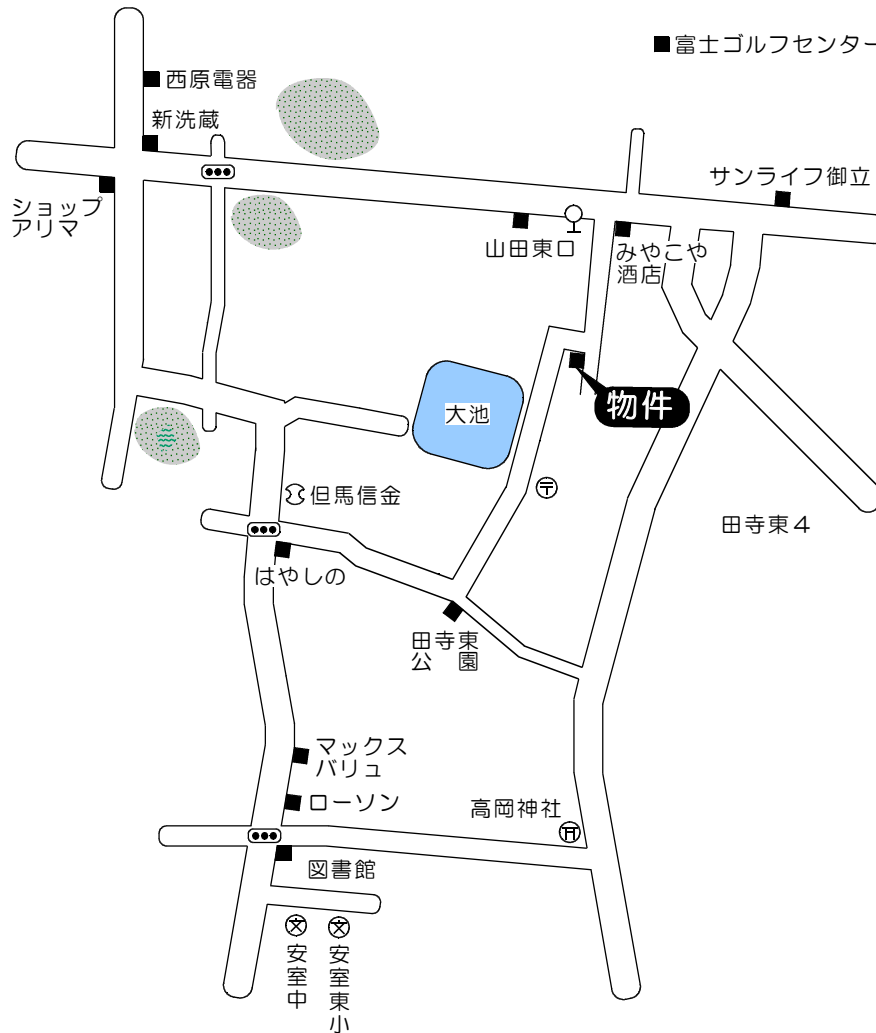 富士ゴルフセンター
西原電器
新洗蔵
サンライフ御立
ショップ
アリマ
山田東口
みやこや
酒店
物件
大池
但馬信金
田寺東4
はやしの
田寺東
公園
マックス
バリュ
ローソン
高岡神社
図書館
安室中
安室東小